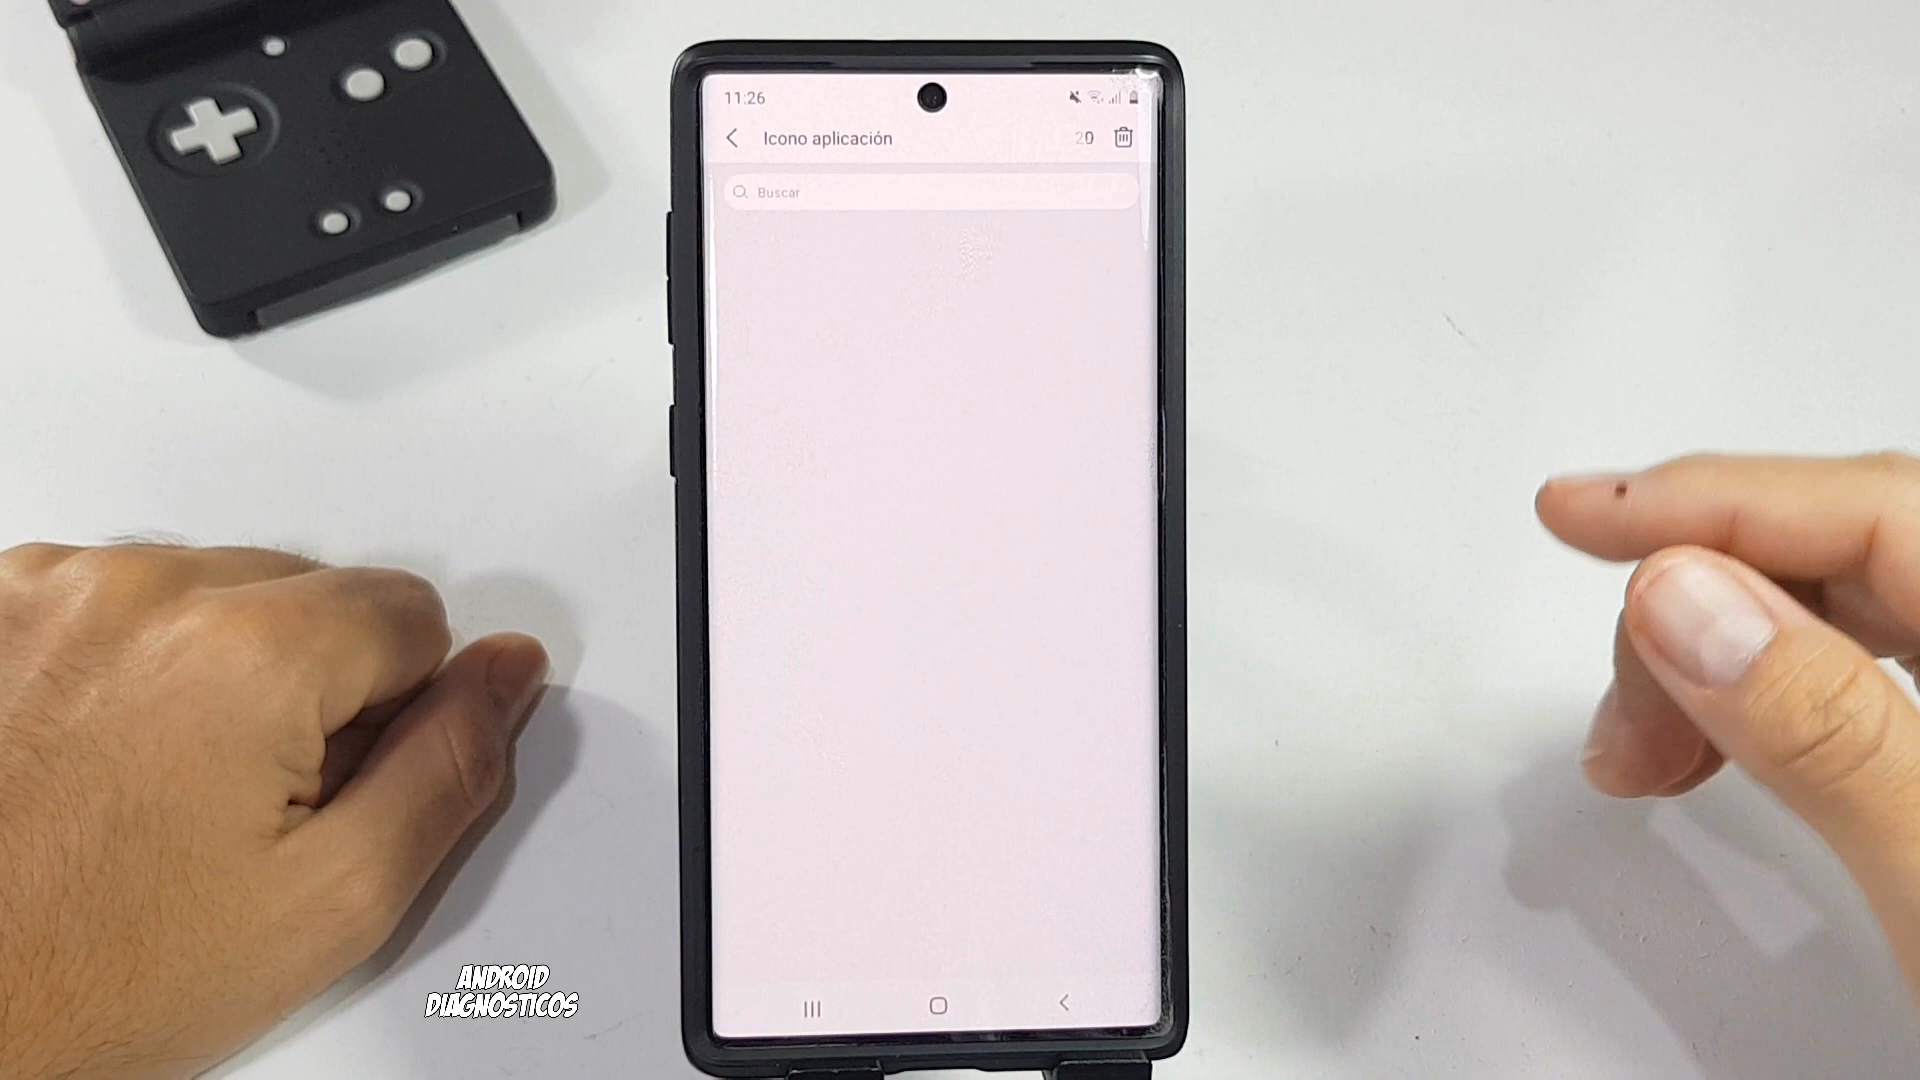 11:26
Icono aplicación 20
Buscar
ANDROID
DIAGNOSTICOS